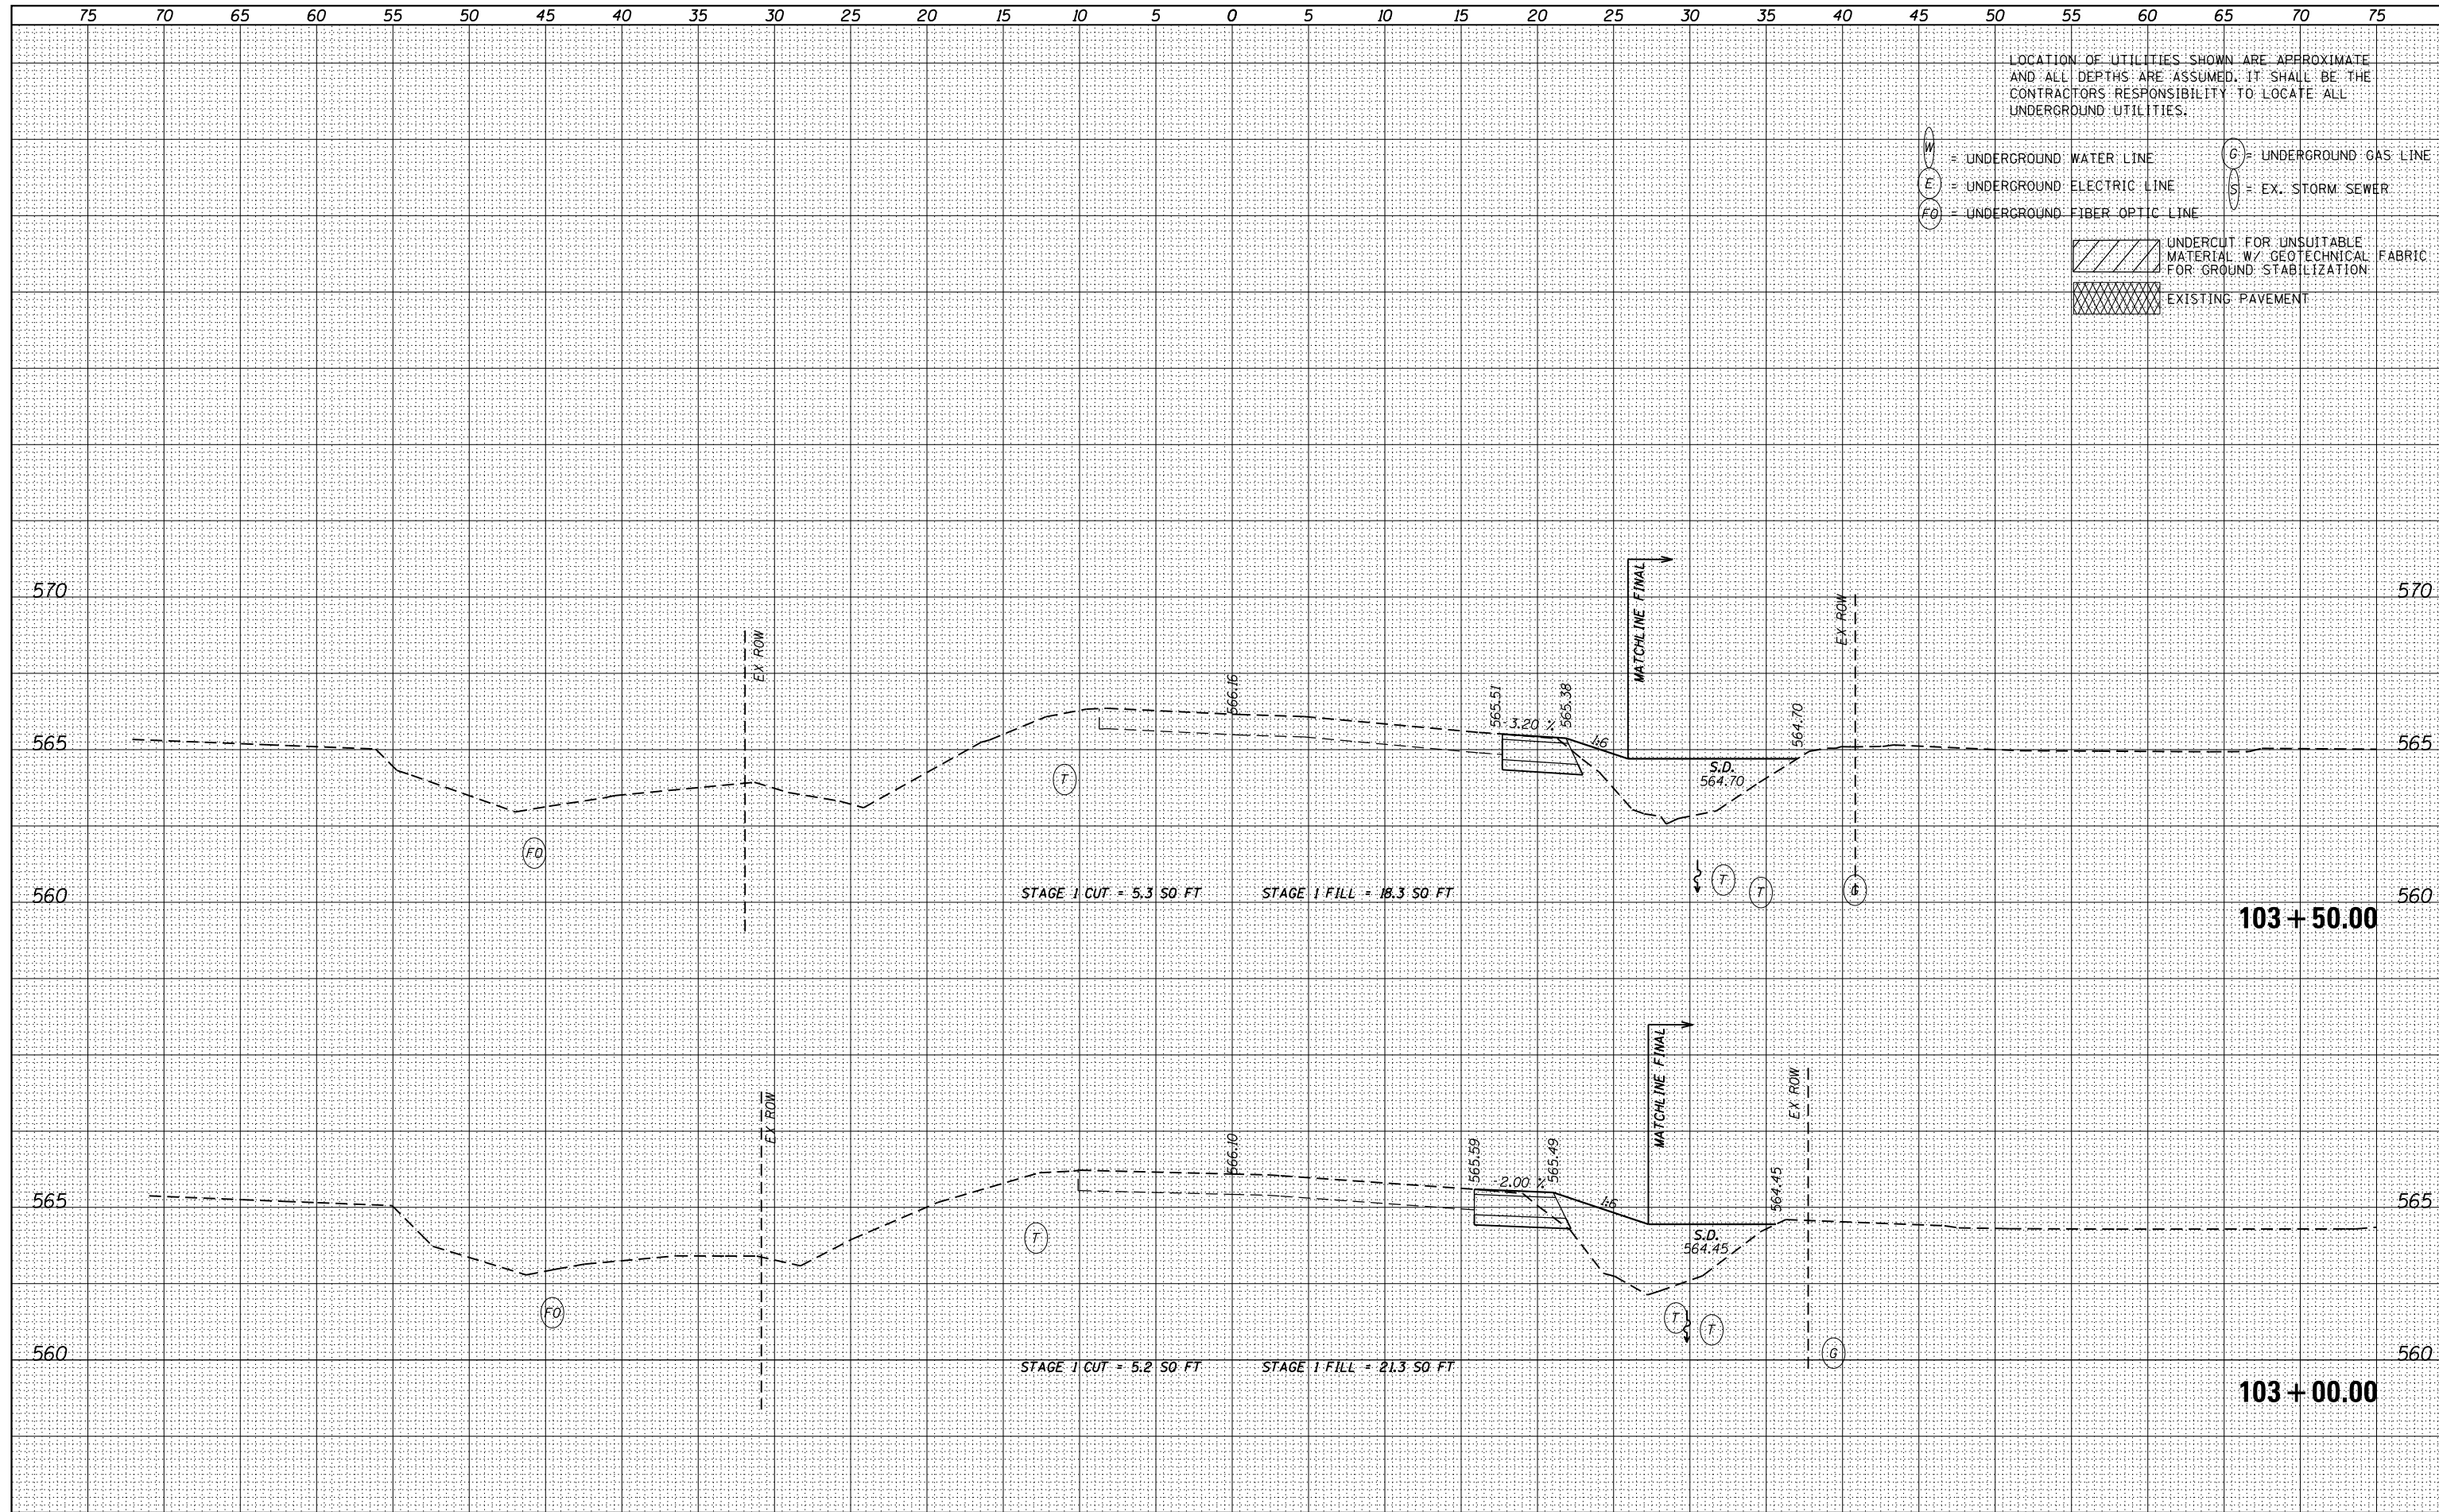 75 70 65 60 55 50 45 40 35 30 25 20 15 10 5 0 5 10 15 20 25 30 35 40 45 50 55 60 65 70 75
LOCATION OF UTILITIES SHOWN ARE APPROXIMATE
AND ALL DEPTHS ARE ASSUMED. IT SHALL BE THE
CONTRACTORS RESPONSIBILITY TO LOCATE ALL
UNDERGROUND UTILITIES.
W = UNDERGROUND WATER LINE
G = UNDERGROUND GAS LINE
E = UNDERGROUND ELECTRIC LINE
S = EX. STORM SEWER
FO = UNDERGROUND FIBER OPTIC LINE
UNDERCUT FOR UNSUITABLE
MATERIAL W/ GEOTECHNICAL FABRIC
FOR GROUND STABILIZATION
EXISTING PAVEMENT
570
570
MATCHLINE FINAL
EX ROW
EX ROW
566.16
565.51
-3.20 %
565.38
564.70
1:6
565
565
S.D.
564.70
T
FO
T
T
G
560
STAGE 1 CUT = 5.3 SQ FT
STAGE 1 FILL = 18.3 SQ FT
560
103 + 50.00
MATCHLINE FINAL
EX ROW
EX ROW
566.10
565.59
-2.00 %
565.49
564.45
1:6
565
565
S.D.
564.45
T
FO
T
T
G
560
STAGE 1 CUT = 5.2 SQ FT
STAGE 1 FILL = 21.3 SQ FT
560
103 + 00.00